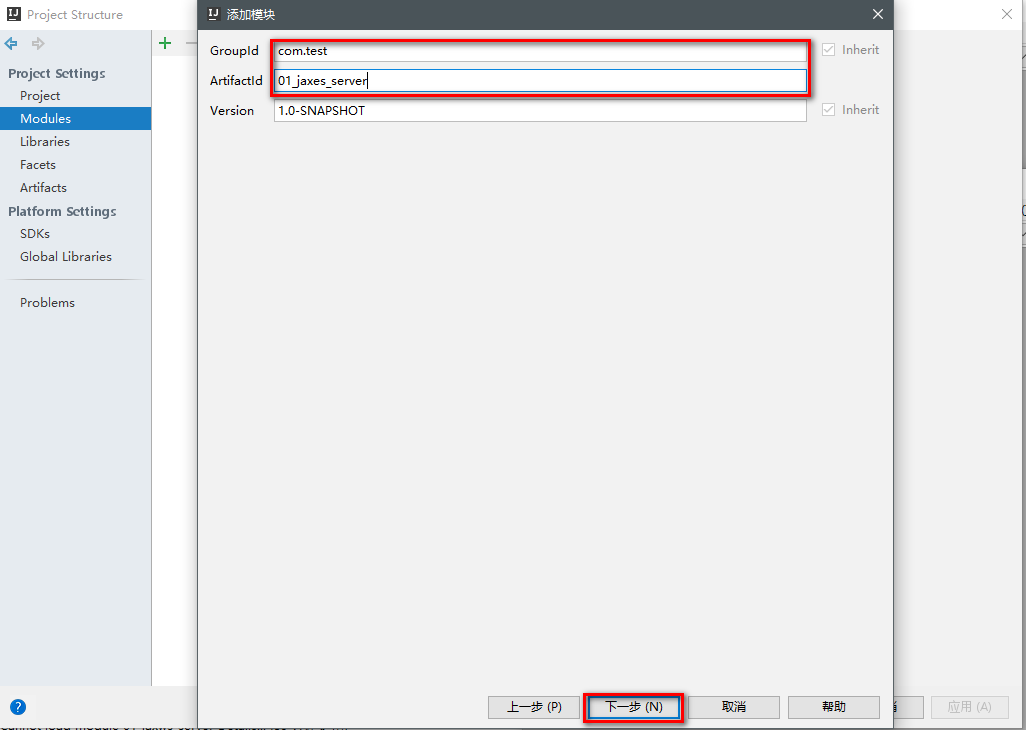 Project Structure
添加模块
Project Settings
Project
Modules
Libraries
Facets
Artifacts
Platform Settings
SDKs
Global Libraries
Problems
GroupId com.test Inherit
ArtifactId 01_jaxes_server
Version 1.0-SNAPSHOT Inherit
上一步 (P) 下一步 (N) 取消 帮助 应用 (A)